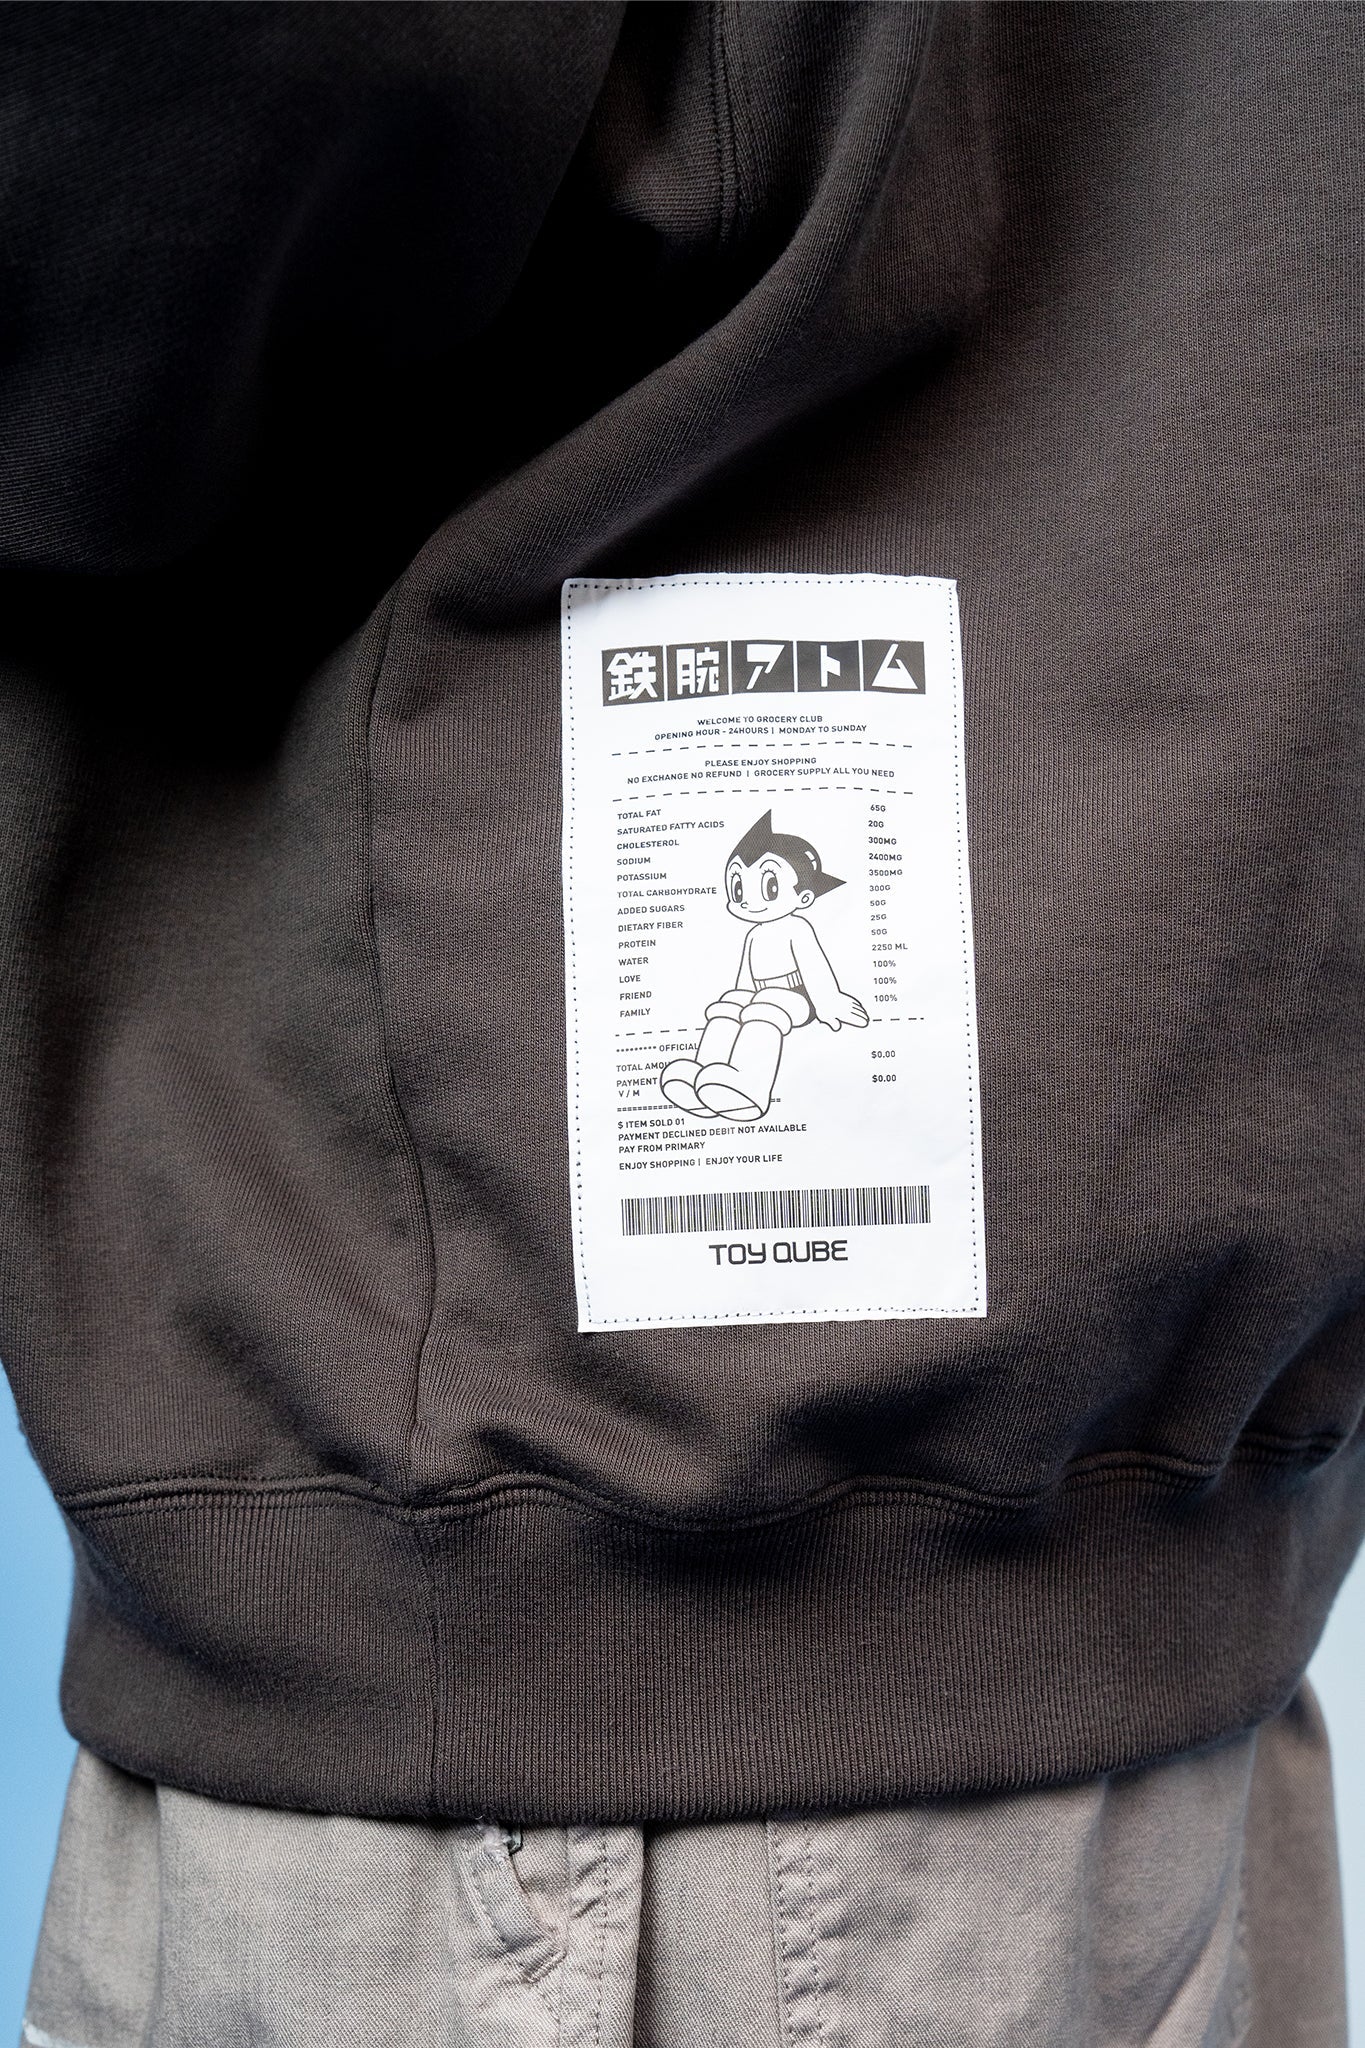 鉄腕アトム
WELCOME TO GROCERY CLUB
OPENING HOUR - 24HOURS | MONDAY TO SUNDAY
PLEASE ENJOY SHOPPING
NO EXCHANGE NO REFUND | GROCERY SUPPLY ALL YOU NEED
TOTAL FAT 65G
SATURATED FATTY ACIDS 20G
CHOLESTEROL 300MG
SODIUM 2400MG
POTASSIUM 3500MG
TOTAL CARBOHYDRATE 300G
ADDED SUGARS 50G
DIETARY FIBER 25G
PROTEIN 50G
WATER 2250 ML
LOVE 100%
FRIEND 100%
FAMILY 100%
********* OFFICIAL
TOTAL AMOU $0.00
PAYMENT $0.00
V / M
$ ITEM SOLD 01
PAYMENT DECLINED DEBIT NOT AVAILABLE
PAY FROM PRIMARY
ENJOY SHOPPING | ENJOY YOUR LIFE
TOY QUBE